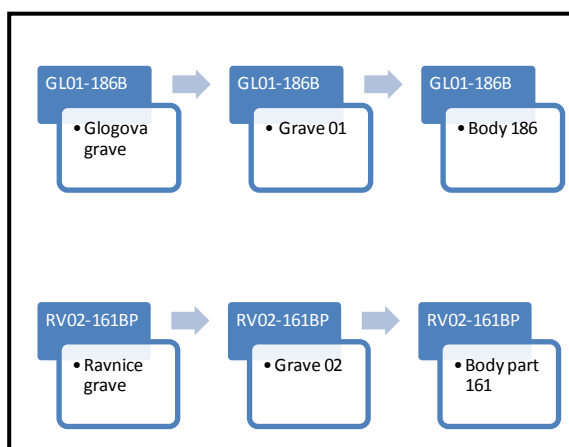 GL01-186B
• Glogova
grave
GL01-186B
• Grave 01
GL01-186B
• Body 186
RV02-161BP
• Ravnice
grave
RV02-161BP
• Grave 02
RV02-161BP
• Body part
161